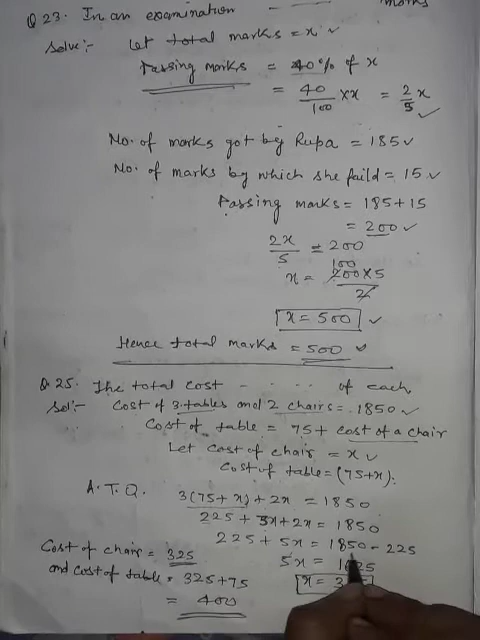 Q 23. In an examination - - - - - marks
Solve:- Let total marks = x ✓
Passing marks = 40% of x
= 40/100 × x = 2/5 x ✓
No. of marks got by Rupa = 185 ✓
No. of marks by which she faild = 15 ✓
Passing marks = 185 + 15
= 200 ✓
2x/5 = 200
100
x = 200 × 5/2
x = 500 ✓
Hence total marks = 500 ✓
Q. 25. The total cost - . . . . . of each
Sol:- Cost of 3 tables and 2 chairs = 1850 ✓
Cost of table = 75 + cost of a chair
Let cost of chair = x ✓
Cost of table = (75+x).
A.T.Q. 3(75 + x) + 2x = 1850
225 + 3x + 2x = 1850
225 + 5x = 1850 - 225
Cost of chair = 325 5x =
and cost of table = 325 + 75 x =
= 400